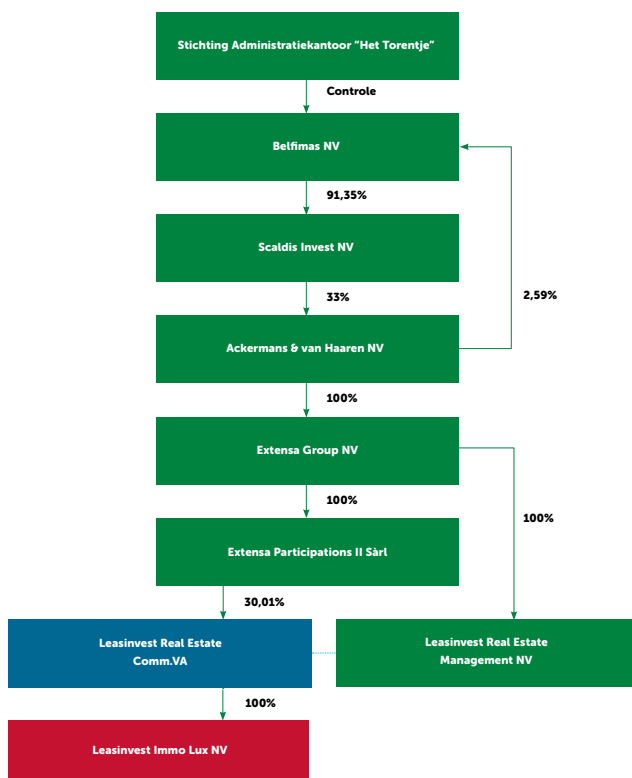 Stichting Administratiekantoor “Het Torentje”
Controle
Belfimas NV
91,35%
Scaldis Invest NV
33%
2,59%
Ackermans & van Haaren NV
100%
Extensa Group NV
100%
100%
Extensa Participations II Sàrl
30,01%
Leasinvest Real Estate
Comm.VA
Leasinvest Real Estate
Management NV
100%
Leasinvest Immo Lux NV